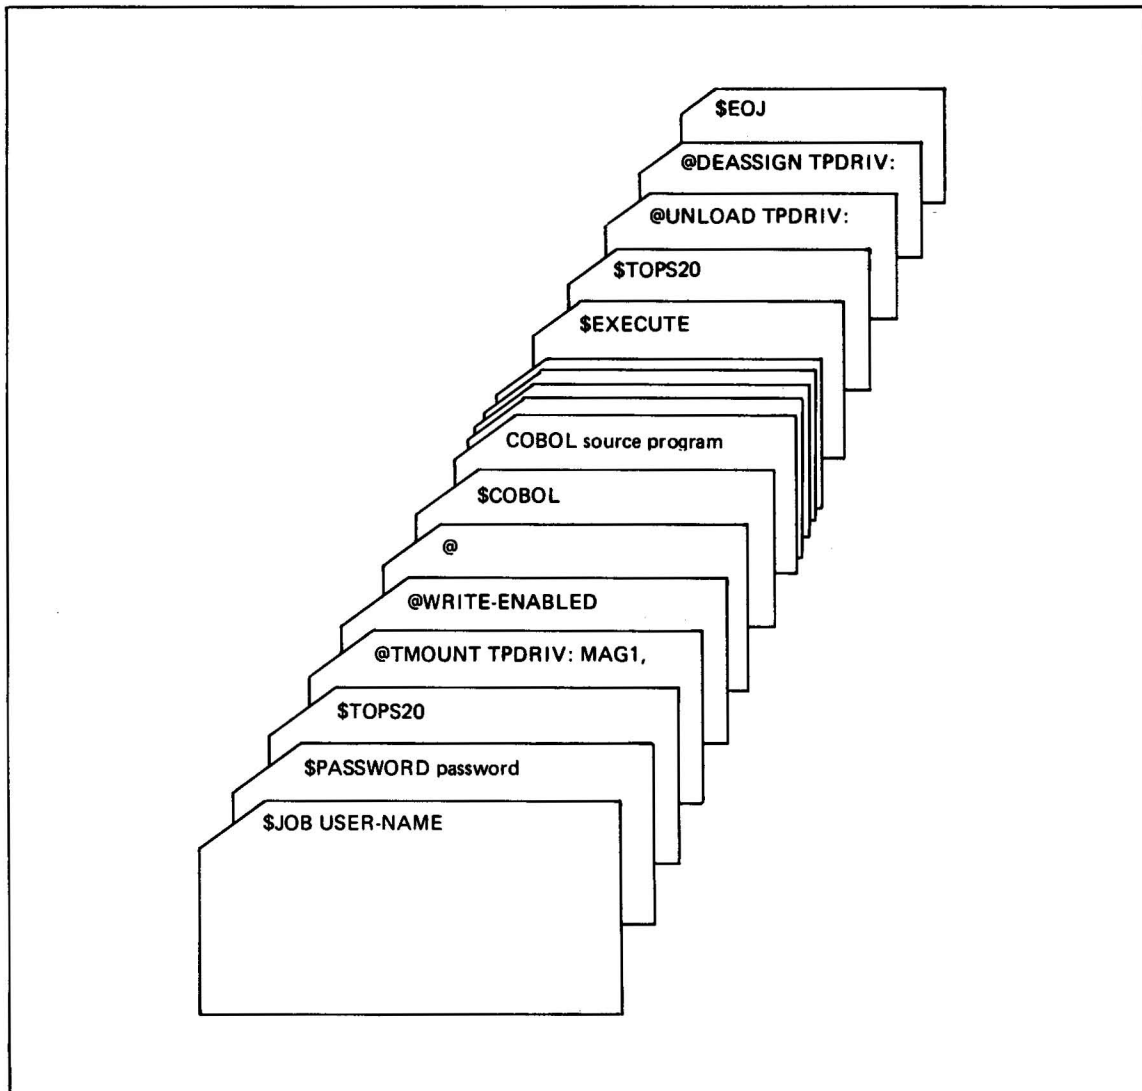 $EOJ
@DEASSIGN TPDRIV:
@UNLOAD TPDRIV:
$TOPS20
$EXECUTE
COBOL source program
$COBOL
@
@WRITE-ENABLED
@TMOUNT TPDRIV: MAG1,
$TOPS20
$PASSWORD password
$JOB USER-NAME